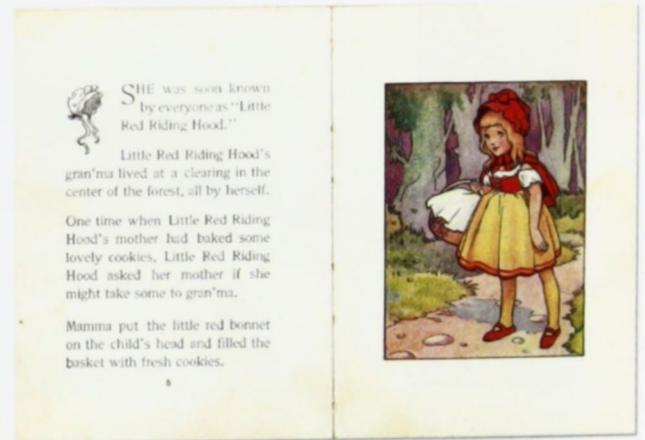 SHE was soon known
by everyone as "Little
Red Riding Hood."
Little Red Riding Hood's
gran'ma lived at a clearing in the
center of the forest, all by herself.
One time when Little Red Riding
Hood's mother had baked some
lovely cookies, Little Red Riding
Hood asked her mother if she
might take some to gran'ma.
Mamma put the little red bonnet
on the child's head and filled the
basket with fresh cookies.